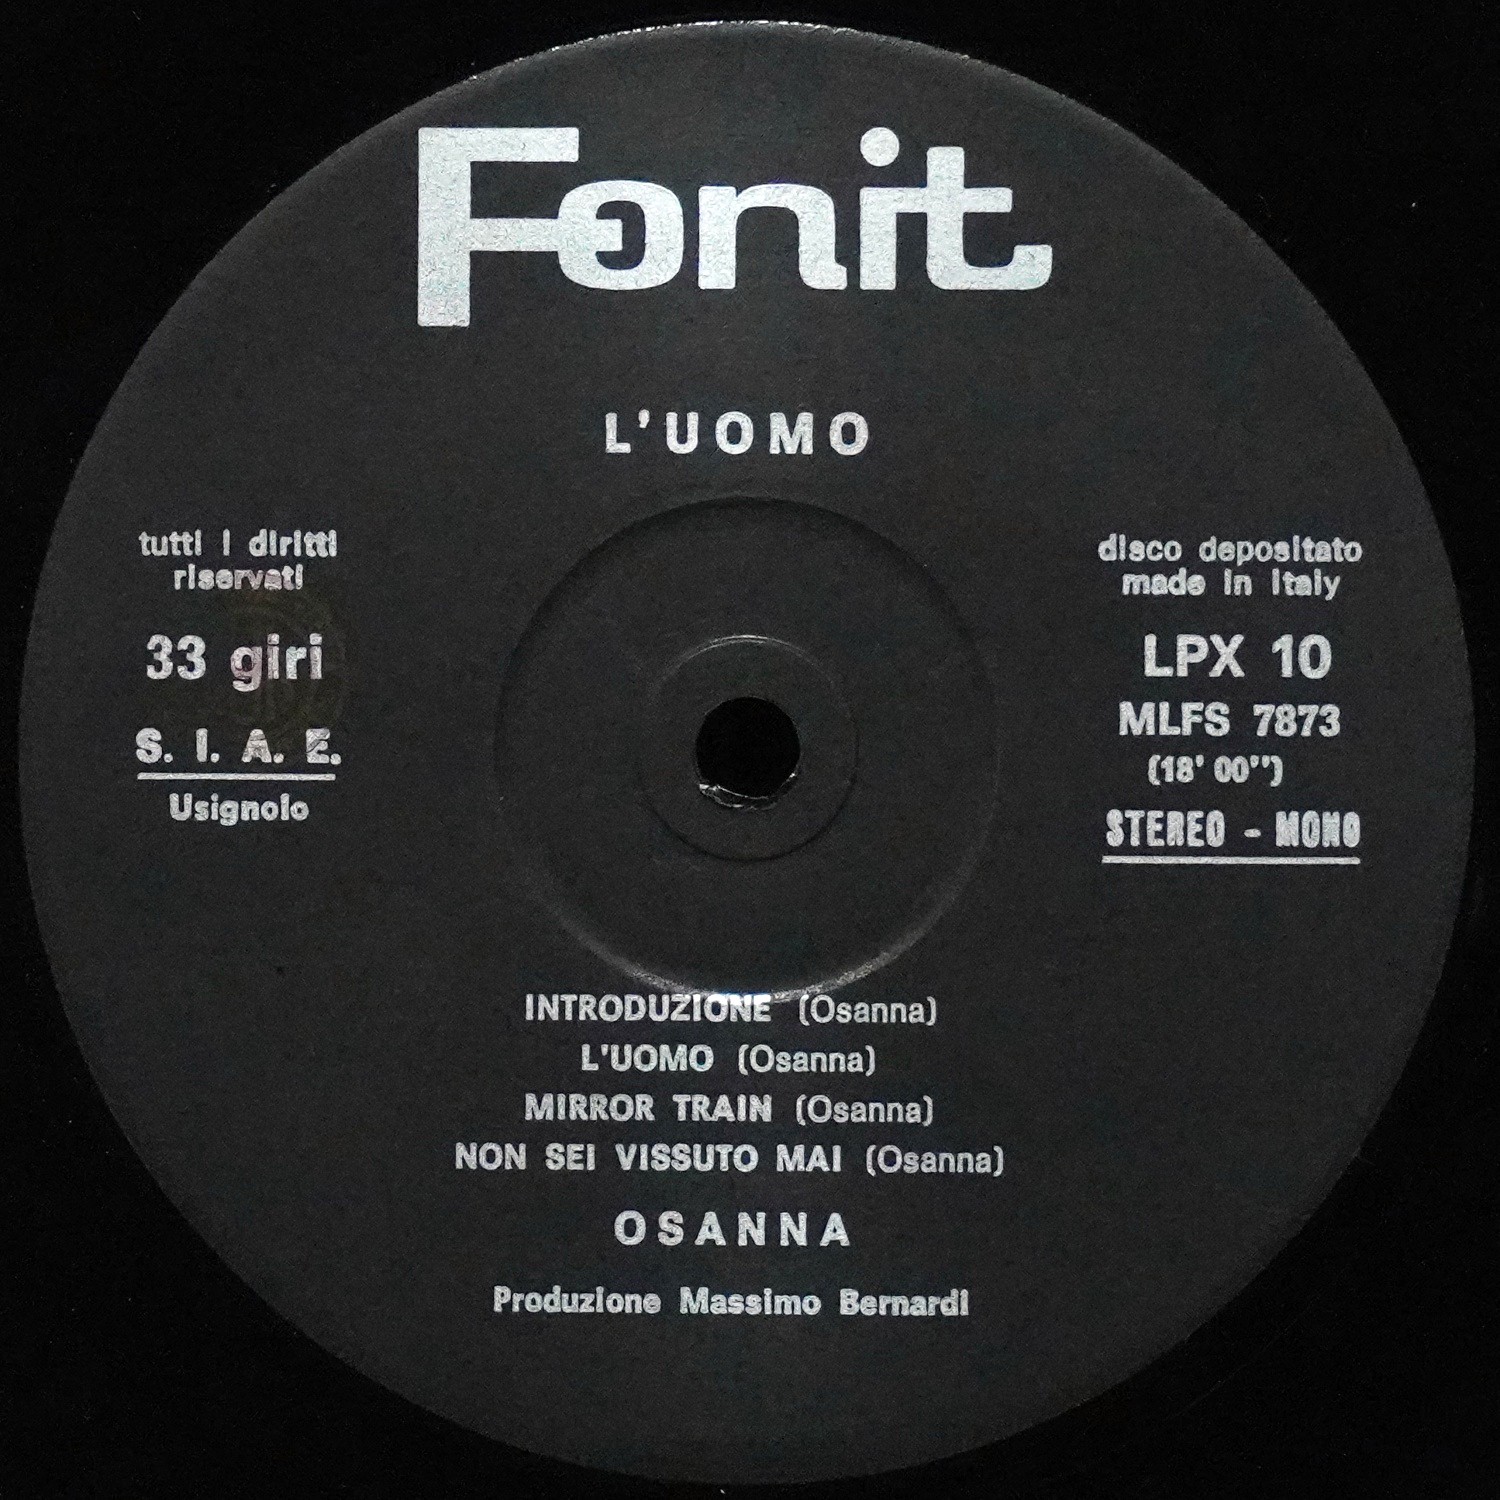 Fonit
L'UOMO
tutti i diritti
riservati
33 giri
S. I. A. E.
Usignolo
disco depositato
made in Italy
LPX 10
MLFS 7873
(18' 00'')
STEREO - MONO
INTRODUZIONE (Osanna)
L'UOMO (Osanna)
MIRROR TRAIN (Osanna)
NON SEI VISSUTO MAI (Osanna)
OSANNA
Produzione Massimo Bernardi